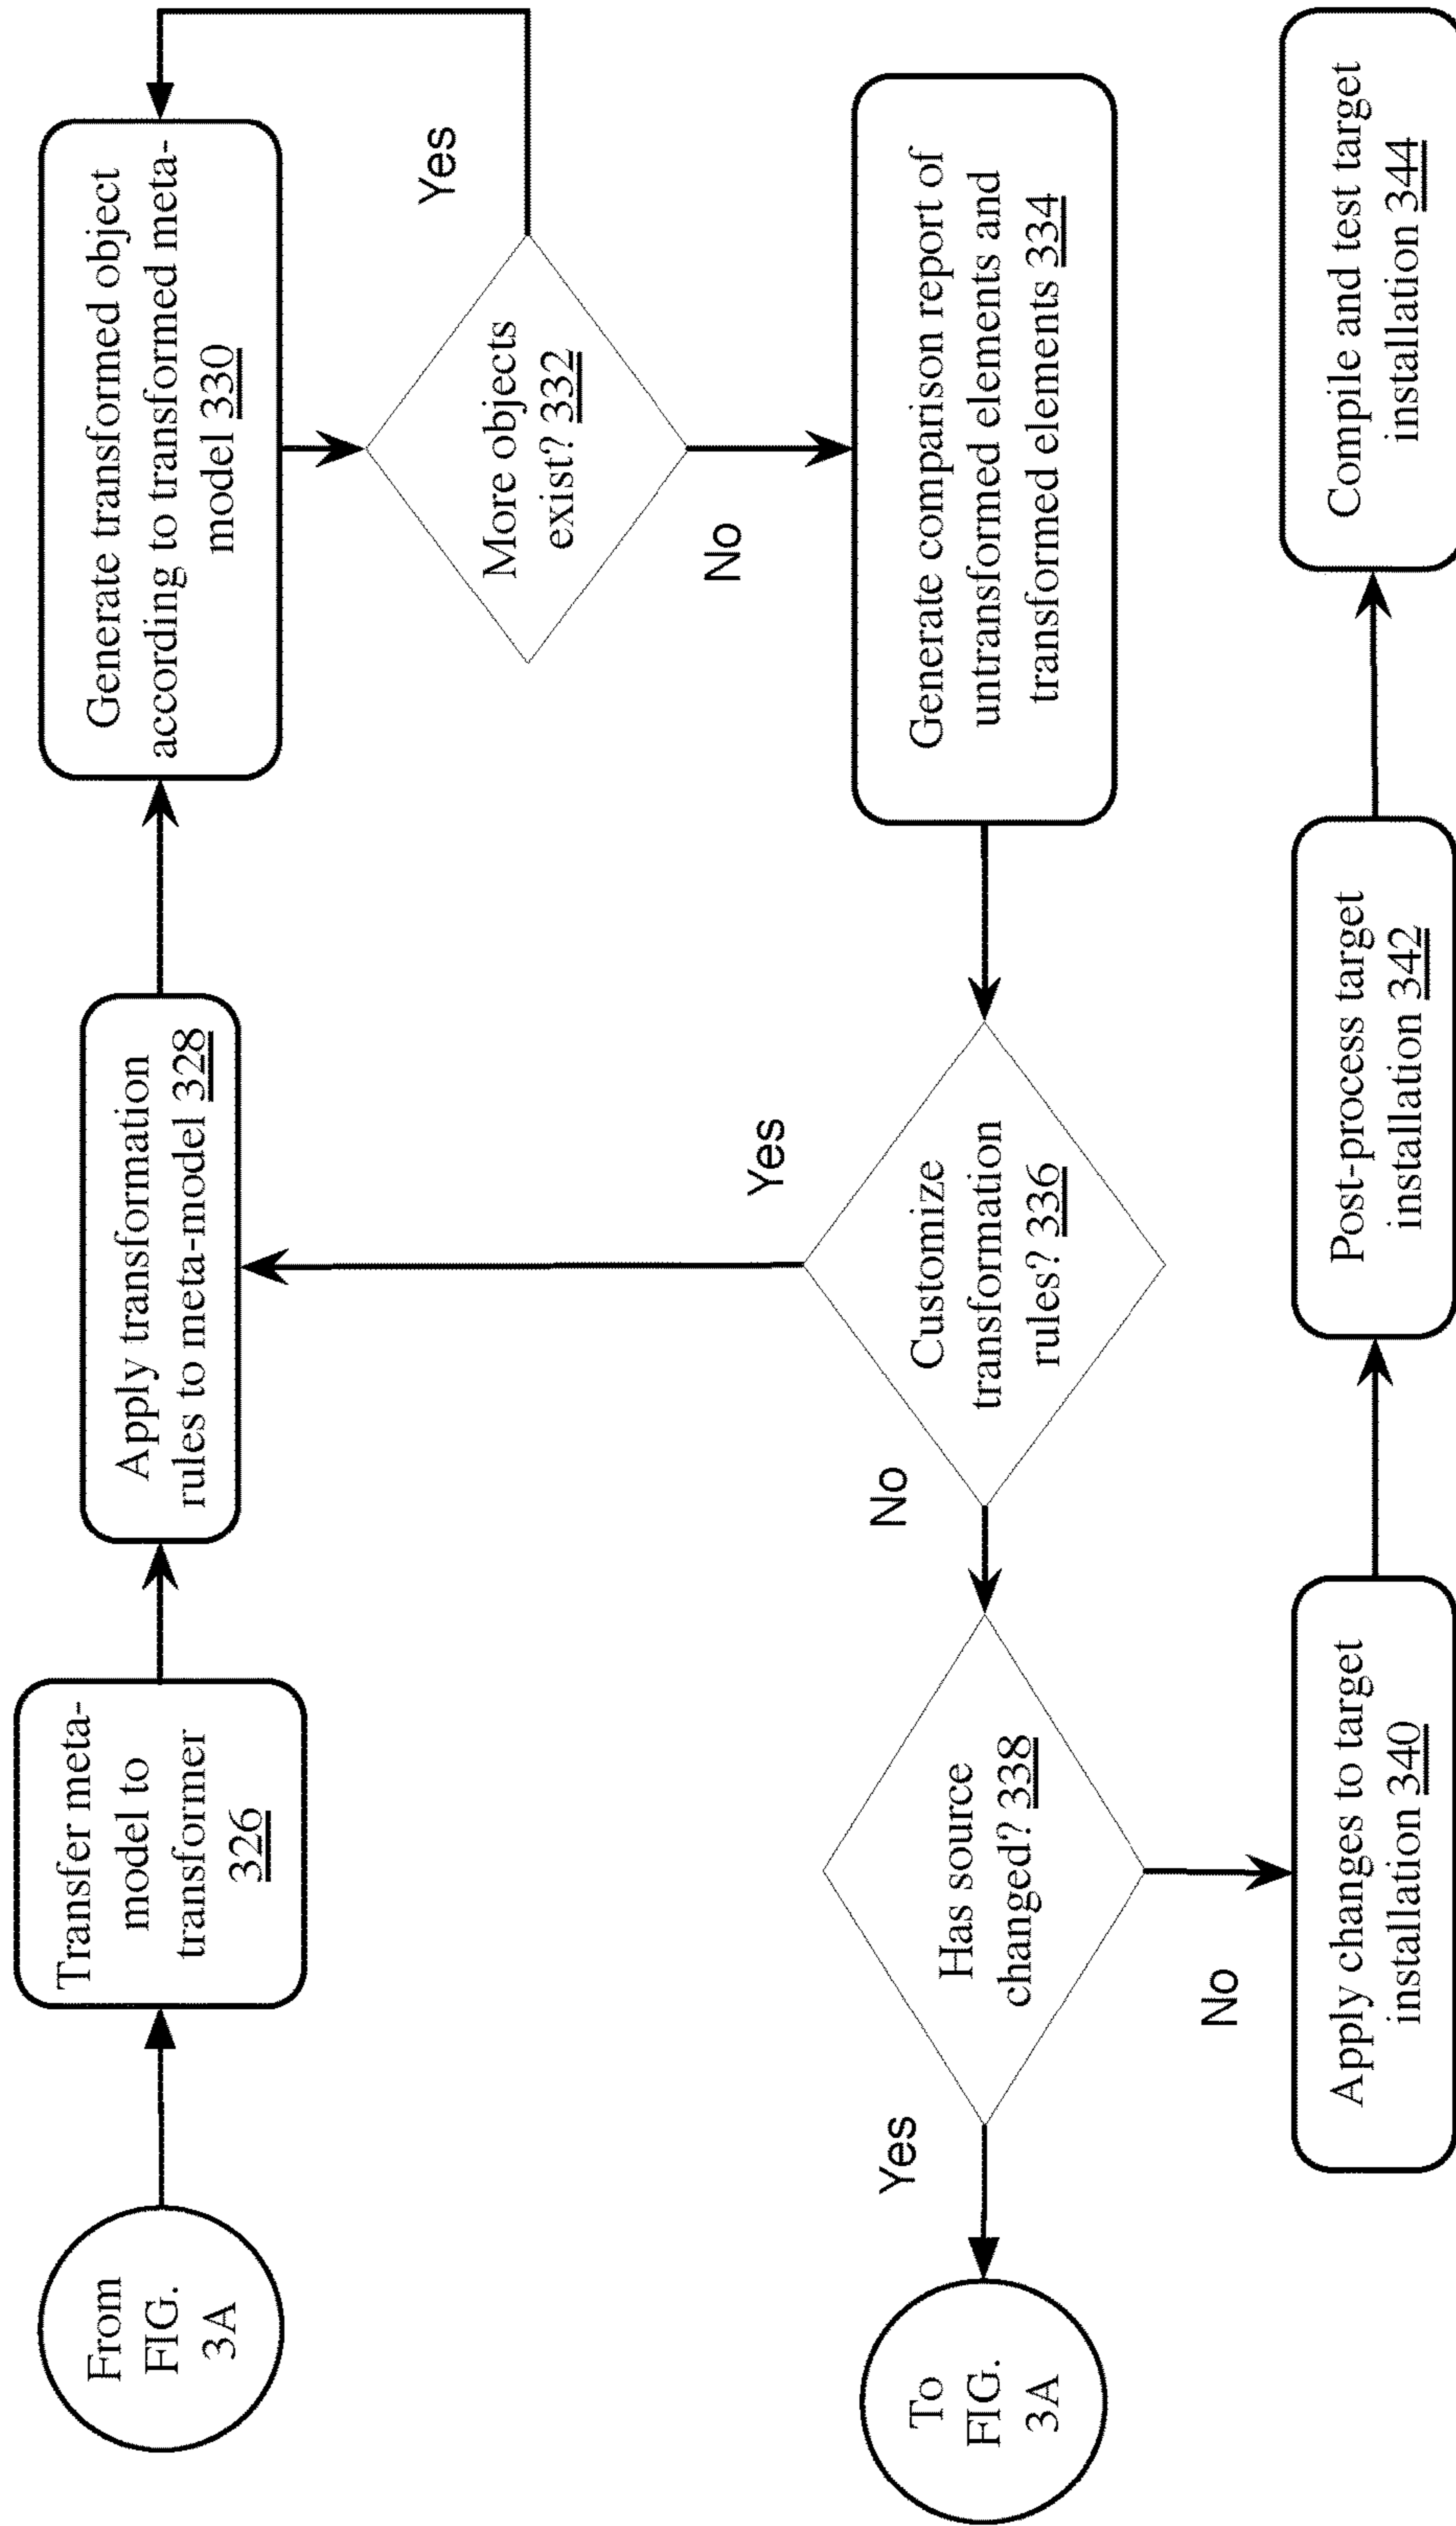 From
FIG.
3A
Transfer meta-
model to
transformer
326
Apply transformation
rules to meta-model 328
Generate transformed object
according to transformed meta-
model 330
More objects
exist? 332
Yes
No
Generate comparison report of
untransformed elements and
transformed elements 334
Customize
transformation
rules? 336
Yes
No
Has source
changed? 338
Yes
No
To
FIG.
3A
Apply changes to target
installation 340
Post-process target
installation 342
Compile and test target
installation 344